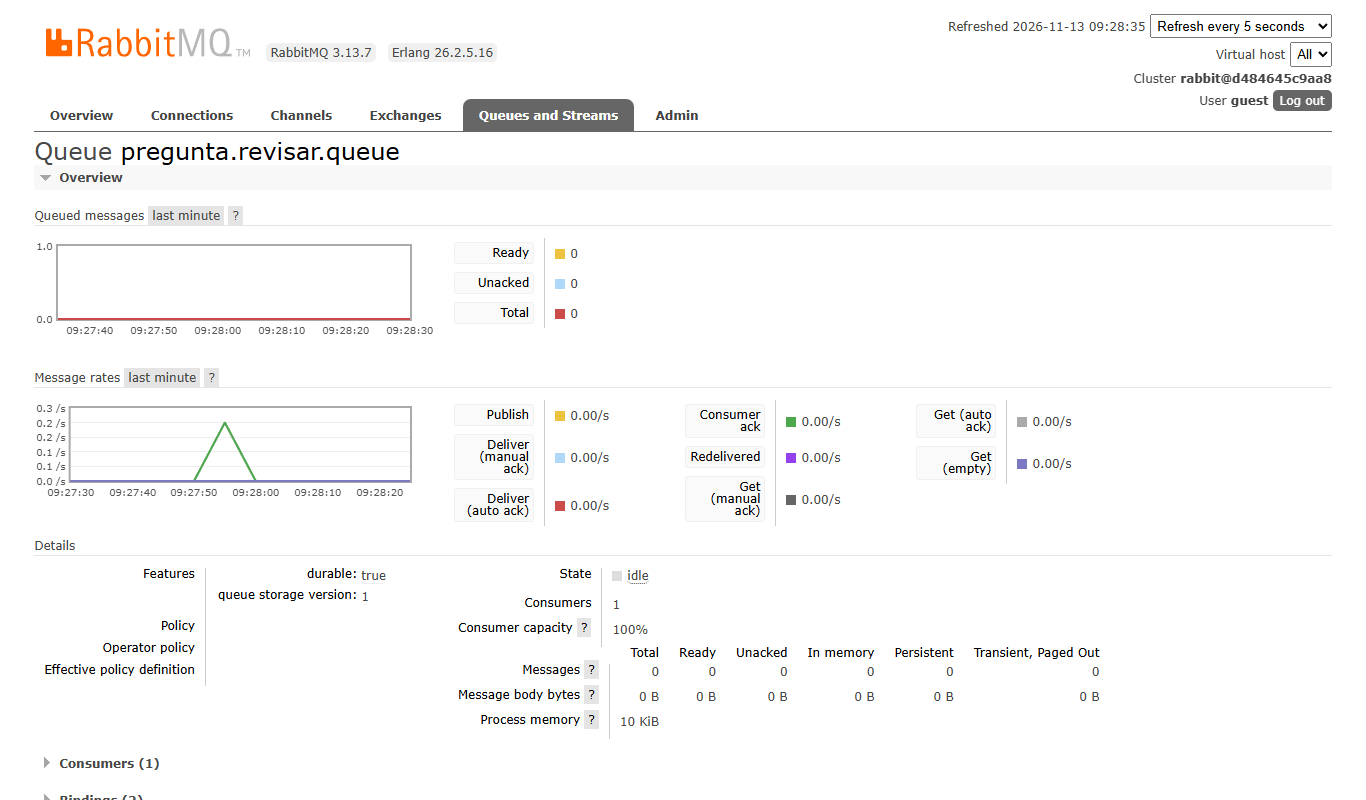 RabbitMQ TM RabbitMQ 3.13.7 Erlang 26.2.5.16
Refreshed 2026-11-13 09:28:35 Refresh every 5 seconds
Virtual host All
Cluster rabbit@d484645c9aa8
User guest Log out
Overview Connections Channels Exchanges Queues and Streams Admin
Queue pregunta.revisar.queue
Overview
Queued messages last minute ?
1.0
0.0
09:27:40 09:27:50 09:28:00 09:28:10 09:28:20 09:28:30
Ready 0
Unacked 0
Total 0
Message rates last minute ?
0.3 /s
0.2 /s
0.2 /s
0.1 /s
0.1 /s
0.0 /s
09:27:30 09:27:40 09:27:50 09:28:00 09:28:10 09:28:20
Publish 0.00/s
Deliver
(manual
ack) 0.00/s
Deliver
(auto ack) 0.00/s
Consumer
ack 0.00/s
Redelivered 0.00/s
Get
(manual
ack) 0.00/s
Get (auto
ack) 0.00/s
Get
(empty) 0.00/s
Details
Features durable: true
queue storage version: 1
Policy
Operator policy
Effective policy definition
State idle
Consumers 1
Consumer capacity ? 100%
Total Ready Unacked In memory Persistent Transient, Paged Out
Messages ? 0 0 0 0 0 0
Message body bytes ? 0 B 0 B 0 B 0 B 0 B 0 B
Process memory ? 10 KiB
Consumers (1)
Bindings (2)